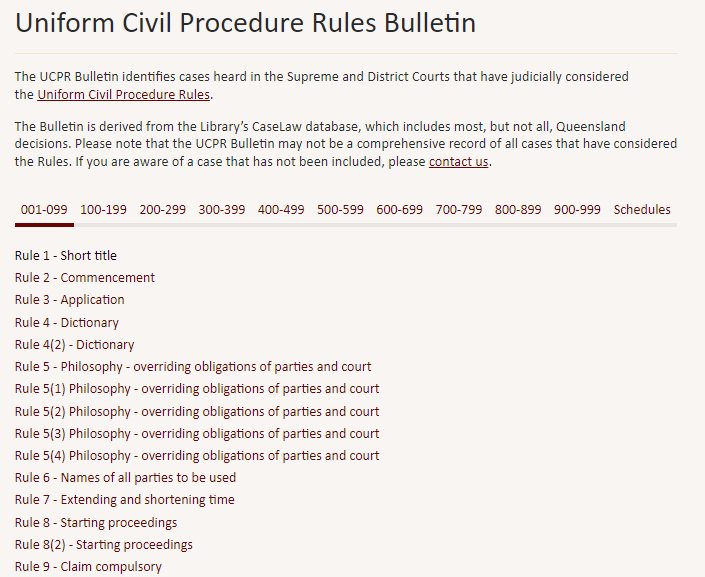 Uniform Civil Procedure Rules Bulletin
The UCPR Bulletin identifies cases heard in the Supreme and District Courts that have judicially considered
the Uniform Civil Procedure Rules.
The Bulletin is derived from the Library's CaseLaw database, which includes most, but not all, Queensland
decisions. Please note that the UCPR Bulletin may not be a comprehensive record of all cases that have considered
the Rules. If you are aware of a case that has not been included, please contact us.
001-099 100-199 200-299 300-399 400-499 500-599 600-699 700-799 800-899 900-999 Schedules
Rule 1 - Short title
Rule 2 - Commencement
Rule 3 - Application
Rule 4 - Dictionary
Rule 4(2) - Dictionary
Rule 5 - Philosophy - overriding obligations of parties and court
Rule 5(1) Philosophy - overriding obligations of parties and court
Rule 5(2) Philosophy - overriding obligations of parties and court
Rule 5(3) Philosophy - overriding obligations of parties and court
Rule 5(4) Philosophy - overriding obligations of parties and court
Rule 6 - Names of all parties to be used
Rule 7 - Extending and shortening time
Rule 8 - Starting proceedings
Rule 8(2) - Starting proceedings
Rule 9 - Claim compulsory